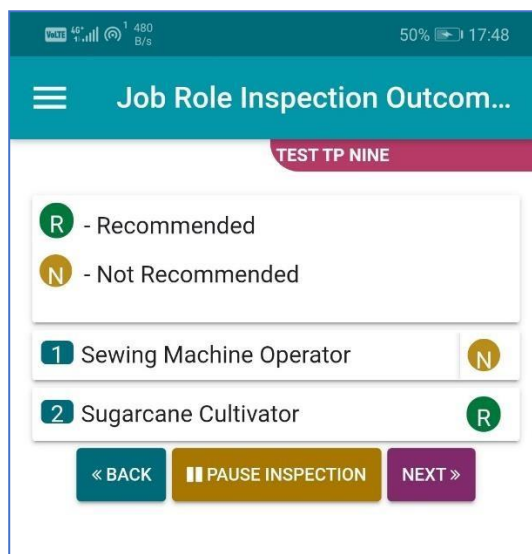 VoLTE 4G+ 1 480 B/s 50% 17:48
Job Role Inspection Outcom...
TEST TP NINE
R - Recommended
N - Not Recommended
1 Sewing Machine Operator N
2 Sugarcane Cultivator R
« BACK PAUSE INSPECTION NEXT »